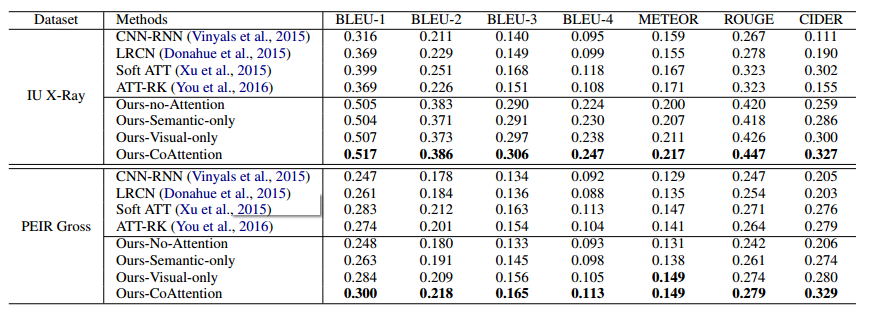 Dataset Methods BLEU-1 BLEU-2 BLEU-3 BLEU-4 METEOR ROUGE CIDER
IU X-Ray
CNN-RNN (Vinyals et al., 2015) 0.316 0.211 0.140 0.095 0.159 0.267 0.111
LRCN (Donahue et al., 2015) 0.369 0.229 0.149 0.099 0.155 0.278 0.190
Soft ATT (Xu et al., 2015) 0.399 0.251 0.168 0.118 0.167 0.323 0.302
ATT-RK (You et al., 2016) 0.369 0.226 0.151 0.108 0.171 0.323 0.155
Ours-no-Attention 0.505 0.383 0.290 0.224 0.200 0.420 0.259
Ours-Semantic-only 0.504 0.371 0.291 0.230 0.207 0.418 0.286
Ours-Visual-only 0.507 0.373 0.297 0.238 0.211 0.426 0.300
Ours-CoAttention 0.517 0.386 0.306 0.247 0.217 0.447 0.327
PEIR Gross
CNN-RNN (Vinyals et al., 2015) 0.247 0.178 0.134 0.092 0.129 0.247 0.205
LRCN (Donahue et al., 2015) 0.261 0.184 0.136 0.088 0.135 0.254 0.203
Soft ATT (Xu et al., 2015) 0.283 0.212 0.163 0.113 0.147 0.271 0.276
ATT-RK (You et al., 2016) 0.274 0.201 0.154 0.104 0.141 0.264 0.279
Ours-No-Attention 0.248 0.180 0.133 0.093 0.131 0.242 0.206
Ours-Semantic-only 0.263 0.191 0.145 0.098 0.138 0.261 0.274
Ours-Visual-only 0.284 0.209 0.156 0.105 0.149 0.274 0.280
Ours-CoAttention 0.300 0.218 0.165 0.113 0.149 0.279 0.329